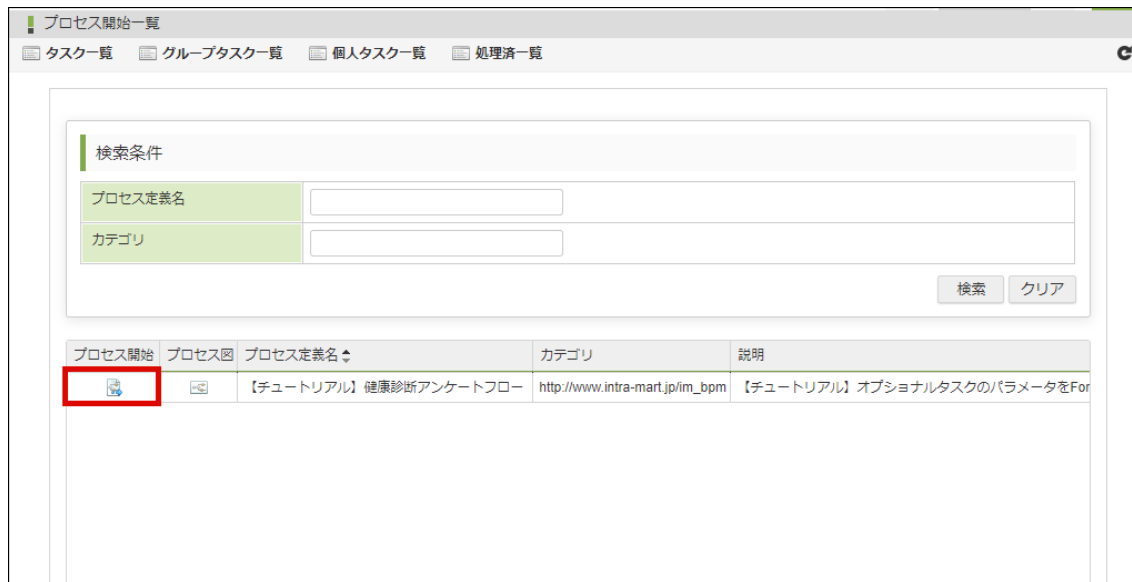 プロセス開始一覧
タスク一覧 グループタスク一覧 個人タスク一覧 処理済一覧
検索条件
プロセス定義名
カテゴリ
検索 クリア
プロセス開始 プロセス図 プロセス定義名 カテゴリ 説明
【チュートリアル】健康診断アンケートフロー http://www.intra-mart.jp/im_bpm 【チュートリアル】オプショナルタスクのパラメータをFor